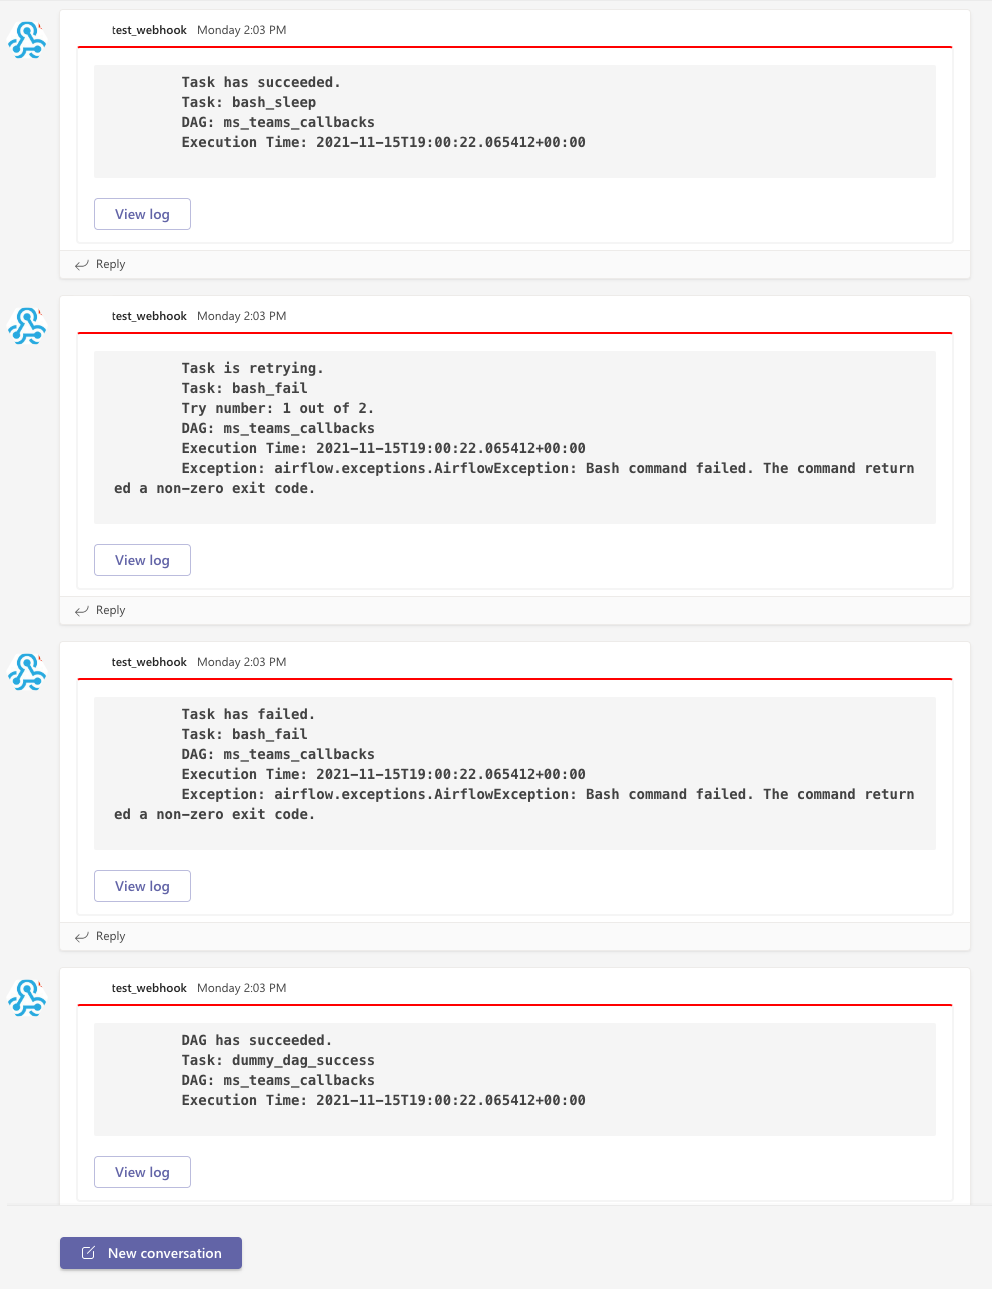 test_webhook Monday 2:03 PM
Task has succeeded.
Task: bash_sleep
DAG: ms_teams_callbacks
Execution Time: 2021-11-15T19:00:22.065412+00:00
View log
Reply
test_webhook Monday 2:03 PM
Task is retrying.
Task: bash_fail
Try number: 1 out of 2.
DAG: ms_teams_callbacks
Execution Time: 2021-11-15T19:00:22.065412+00:00
Exception: airflow.exceptions.AirflowException: Bash command failed. The command return
ed a non-zero exit code.
View log
Reply
test_webhook Monday 2:03 PM
Task has failed.
Task: bash_fail
DAG: ms_teams_callbacks
Execution Time: 2021-11-15T19:00:22.065412+00:00
Exception: airflow.exceptions.AirflowException: Bash command failed. The command return
ed a non-zero exit code.
View log
Reply
test_webhook Monday 2:03 PM
DAG has succeeded.
Task: dummy_dag_success
DAG: ms_teams_callbacks
Execution Time: 2021-11-15T19:00:22.065412+00:00
View log
New conversation